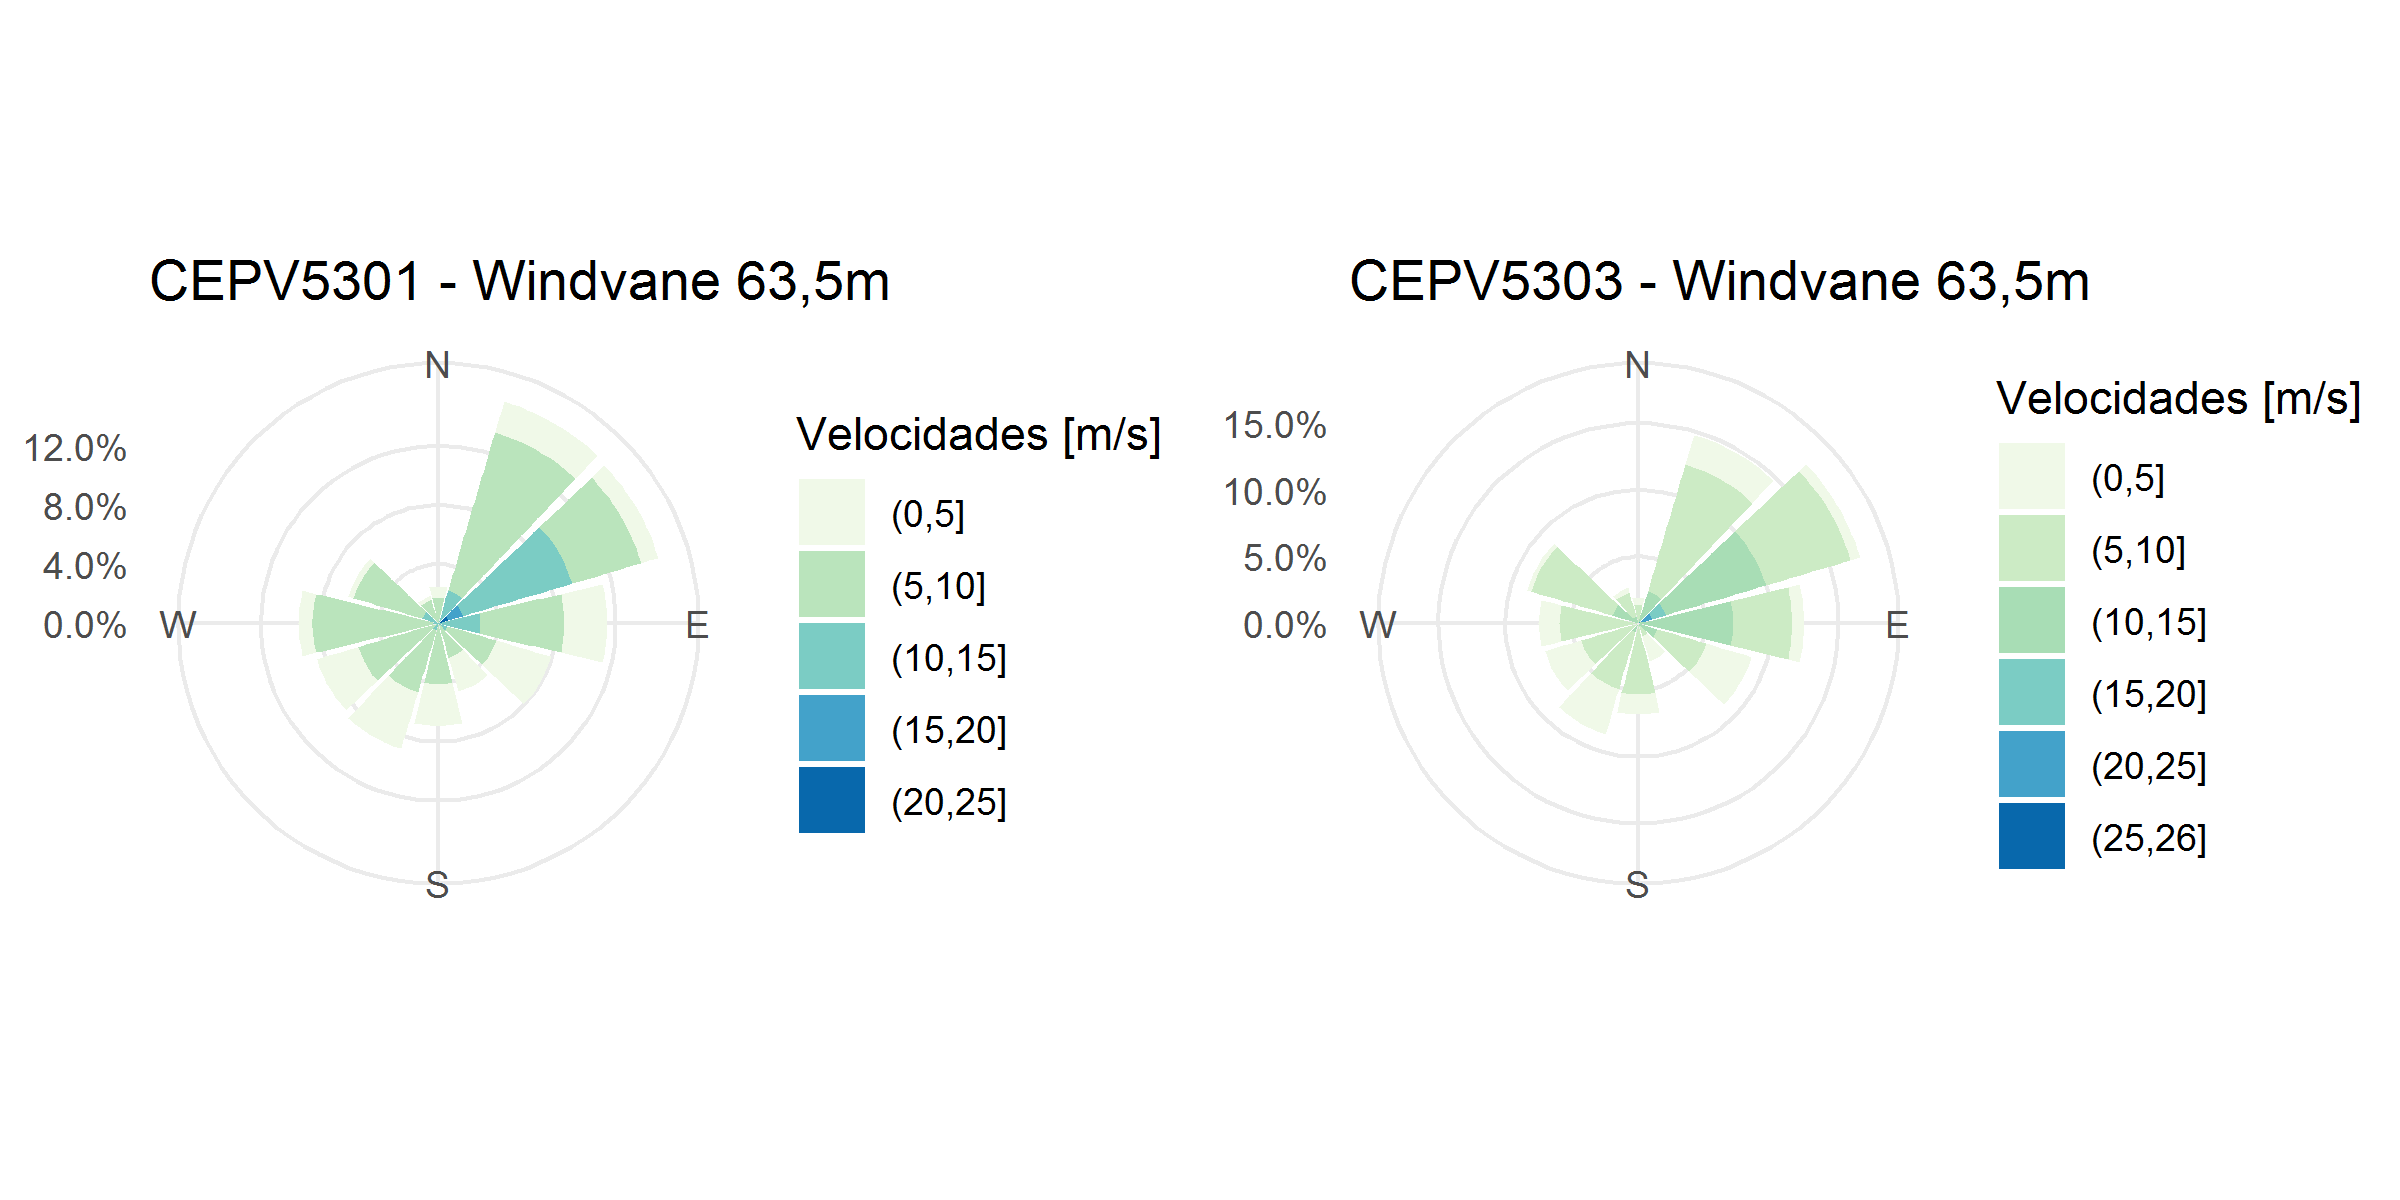 CEPV5301 - Windvane 63,5m
N
12.0%
8.0%
4.0%
0.0%
W
E
S
Velocidades [m/s]
(0,5]
(5,10]
(10,15]
(15,20]
(20,25]
CEPV5303 - Windvane 63,5m
N
15.0%
10.0%
5.0%
0.0%
W
E
S
Velocidades [m/s]
(0,5]
(5,10]
(10,15]
(15,20]
(20,25]
(25,26]